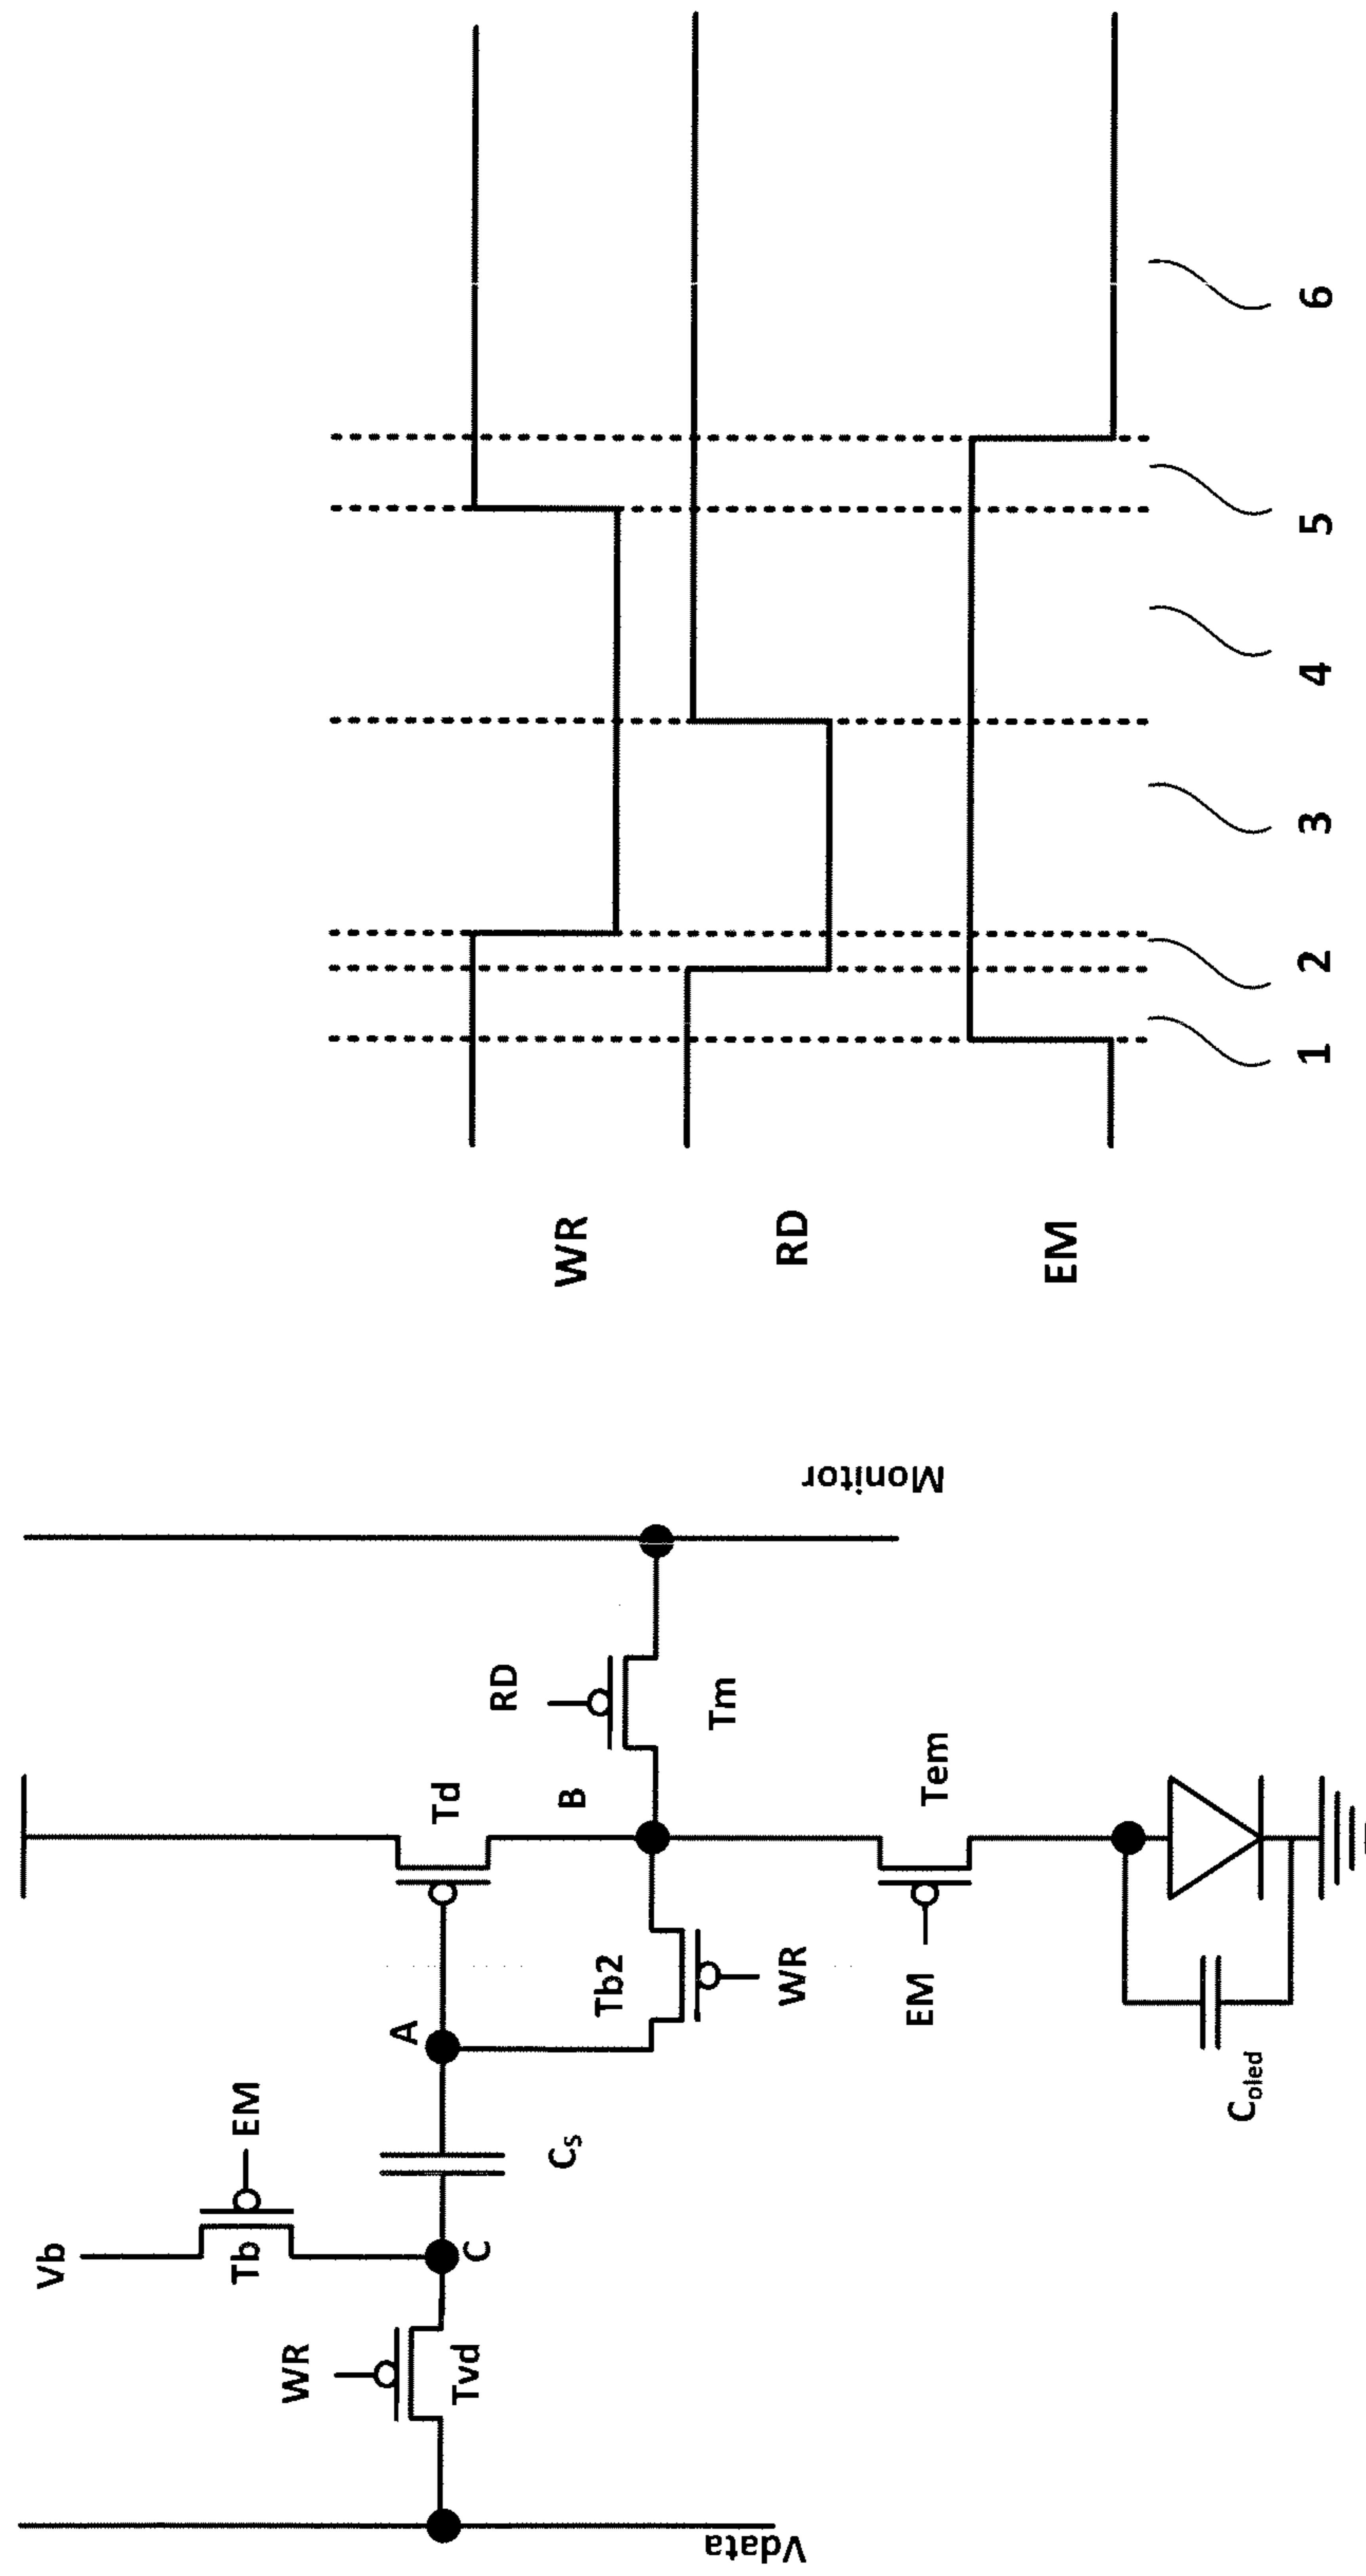 Vdata
WR
Tvd
Vb
Tb
EM
C
Cs
A
Tb2
WR
Td
B
RD
Tm
Monitor
EM
Tem
Coled
WR
RD
EM
1 2 3 4 5 6